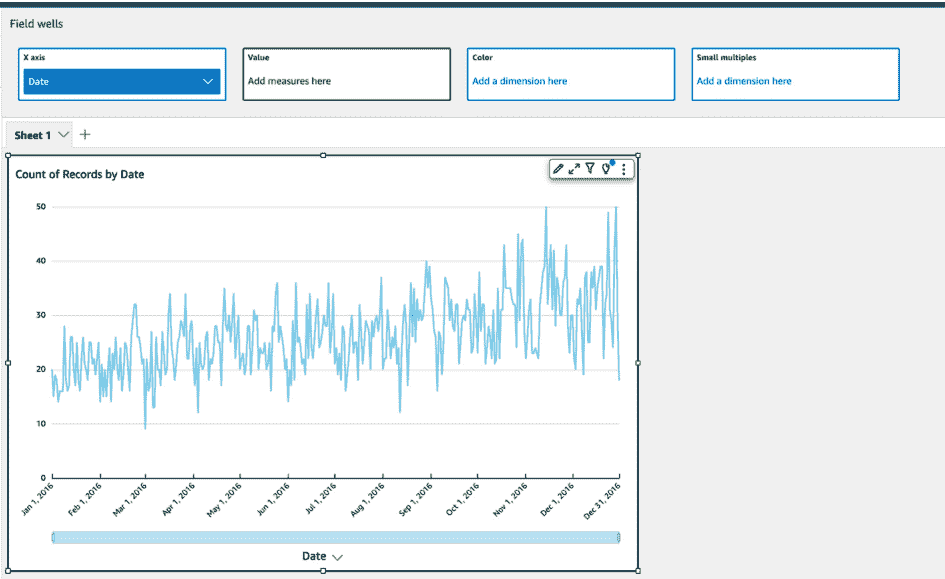 Field wells
X axis
Date
Value
Add measures here
Color
Add a dimension here
Small multiples
Add a dimension here
Sheet 1
Count of Records by Date
50
40
30
20
10
0
Jan 1, 2016
Feb 1, 2016
Mar 1, 2016
Apr 1, 2016
May 1, 2016
Jun 1, 2016
Jul 1, 2016
Aug 1, 2016
Sep 1, 2016
Oct 1, 2016
Nov 1, 2016
Dec 1, 2016
Dec 31, 2016
Date